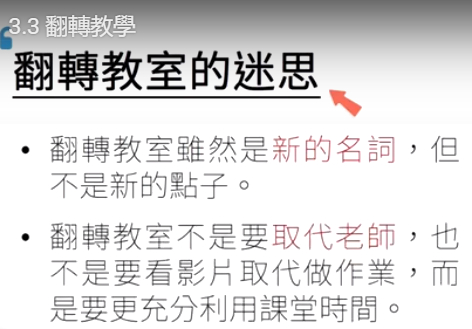 3.3 翻轉教學
翻轉教室的迷思
• 翻轉教室雖然是新的名詞，但
不是新的點子。
• 翻轉教室不是要取代老師，也
不是要看影片取代做作業，而
是要更充分利用課堂時間。